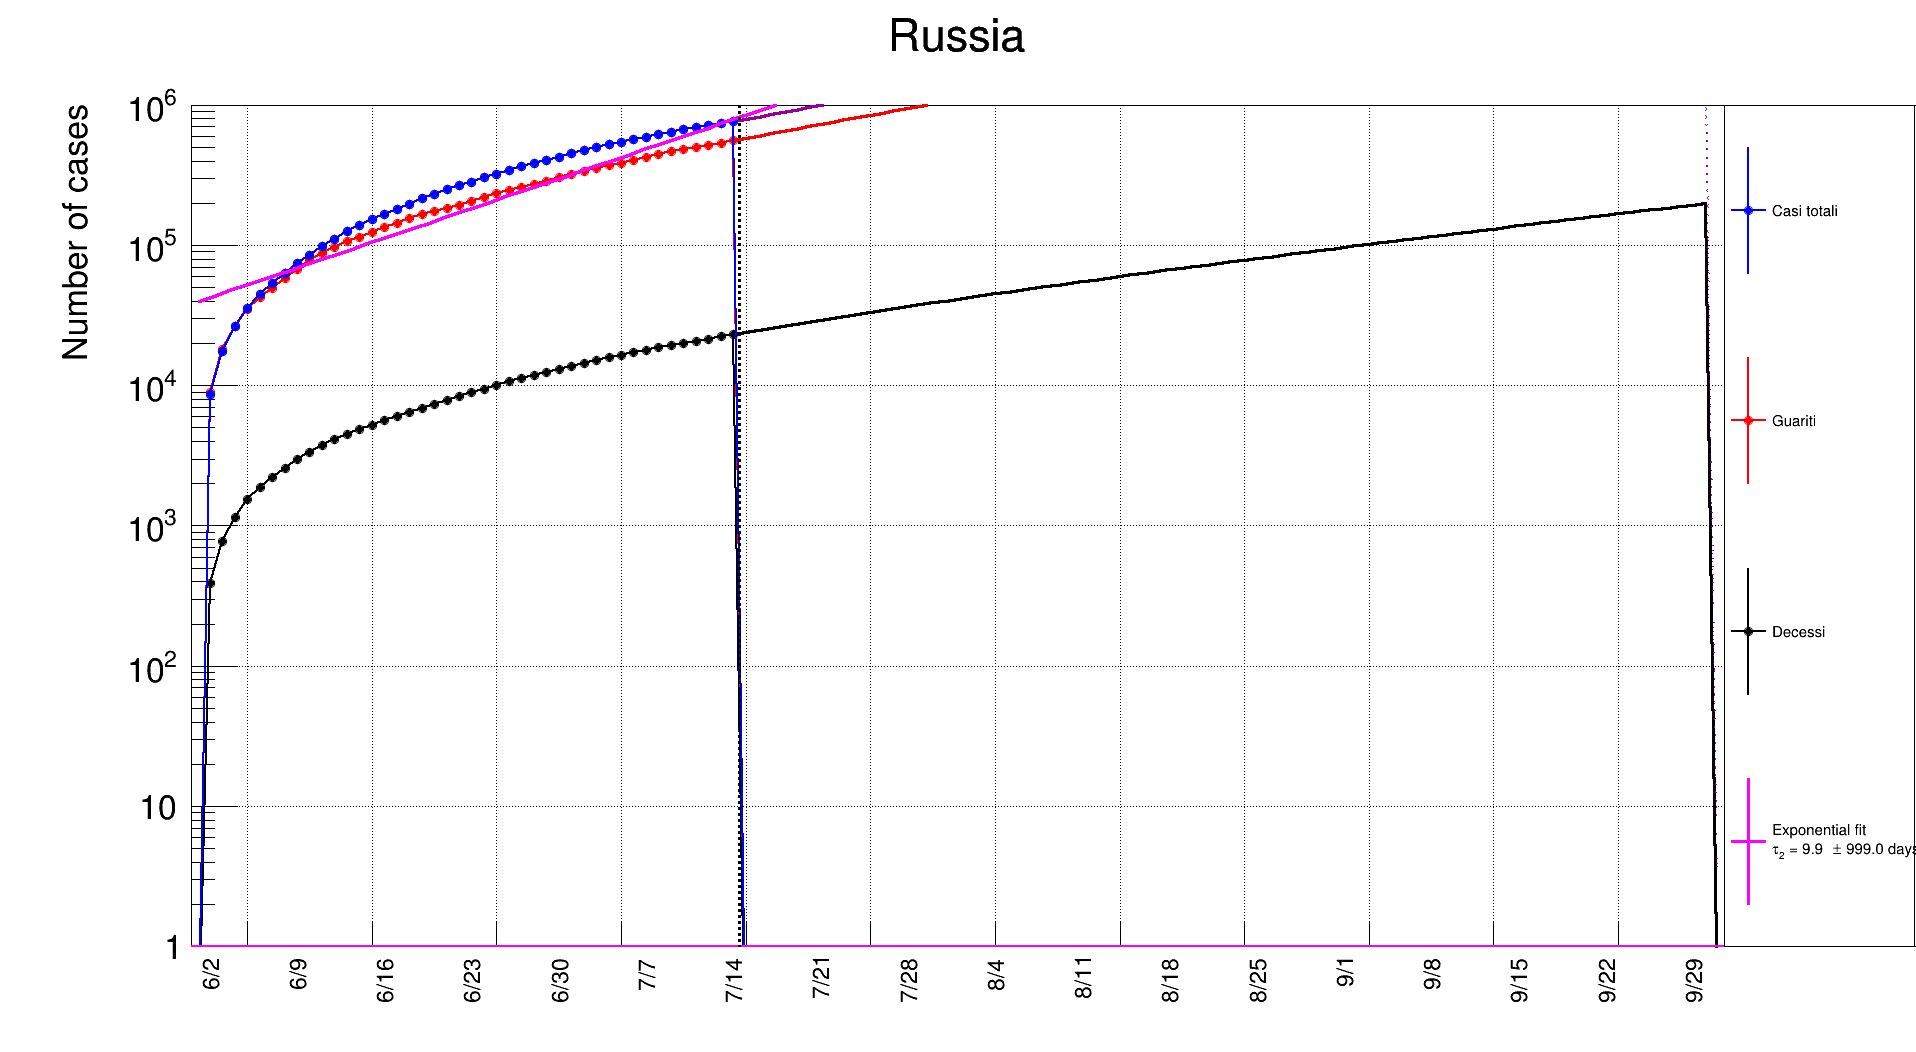 Russia
Number of cases
10^6
10^5
10^4
10^3
10^2
10
1
6/2 6/9 6/16 6/23 6/30 7/7 7/14 7/21 7/28 8/4 8/11 8/18 8/25 9/1 9/8 9/15 9/22 9/29
Casi totali
Guariti
Decessi
Exponential fit
τ₂ = 9.9 ± 999.0 days